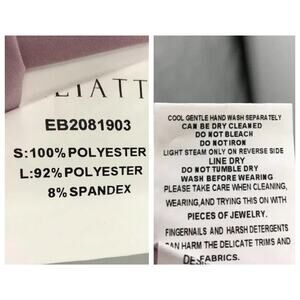 EB2081903
S:100% POLYESTER
L:92% POLYESTER
8% SPANDEX
COOL GENTLE HAND WASH SEPARATELY
CAN BE DRY CLEANED
DO NOT BLEACH
DO NOT IRON
LIGHT STEAM ONLY ON REVERSE SIDE
LINE DRY
DO NOT TUMBLE DRY
WASH BEFORE WEARING
PLEASE TAKE CARE WHEN CLEANING,
WEARING,AND TRYING THIS ON WITH
PIECES OF JEWELRY.
FINGERNAILS AND HARSH DETERGENTS
CAN HARM THE DELICATE TRIMS AND
FABRICS.